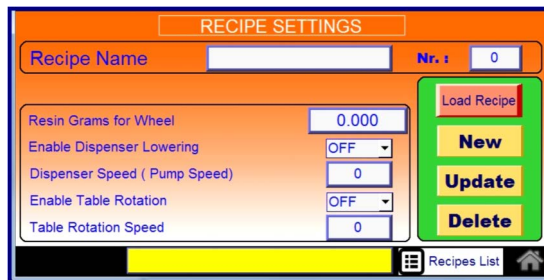 RECIPE SETTINGS
Recipe Name Nr. : 0
Load Recipe
Resin Grams for Wheel 0.000
Enable Dispenser Lowering OFF
New
Dispenser Speed ( Pump Speed) 0
Update
Enable Table Rotation OFF
Table Rotation Speed 0
Delete
Recipes List